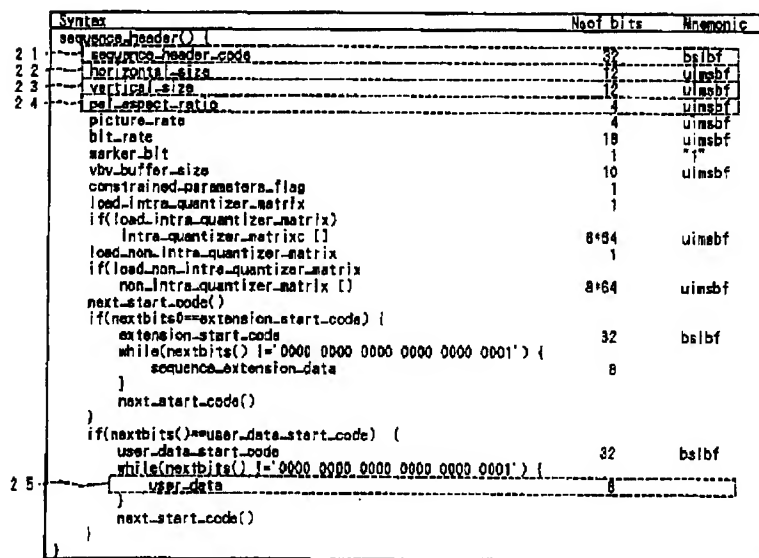 Syntax No of bits Mnemonic
sequence_header() {
21 sequence_header_code 32 bslbf
22 horizontal_size 12 uimsbf
23 vertical_size 12 uimsbf
24 pel_aspect_ratio 4 uimsbf
picture_rate 4 uimsbf
bit_rate 18 uimsbf
marker_bit 1 "1"
vbv_buffer_size 10 uimsbf
constrained_parameters_flag 1
load_intra_quantizer_matrix 1
if(load_intra_quantizer_matrix)
intra_quantizer_matrixc [] 8*64 uimsbf
load_non_intra_quantizer_matrix 1
if(load_non_intra_quantizer_matrix
non_intra_quantizer_matrix [] 8*64 uimsbf
next_start_code()
if(nextbits0==extension_start_code) {
extension_start_code 32 bslbf
while(nextbits() !='0000 0000 0000 0000 0000 0001') {
sequence_extension_data 8
}
next_start_code()
}
if(nextbits()==user_data_start_code) {
user_data_start_code 32 bslbf
while(nextbits() !='0000 0000 0000 0000 0000 0001') {
25 user_data 8
}
next_start_code()
}
}